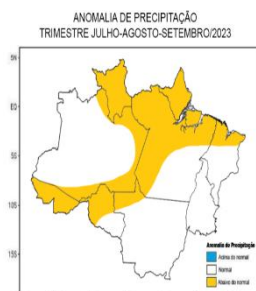 ANOMALIA DE PRECIPITAÇÃO
TRIMESTRE JULHO-AGOSTO-SETEMBRO/2023
5N
EQ
5S
10S
15S
Anomalia de Precipitação
Acima do normal
Normal
Abaixo do normal